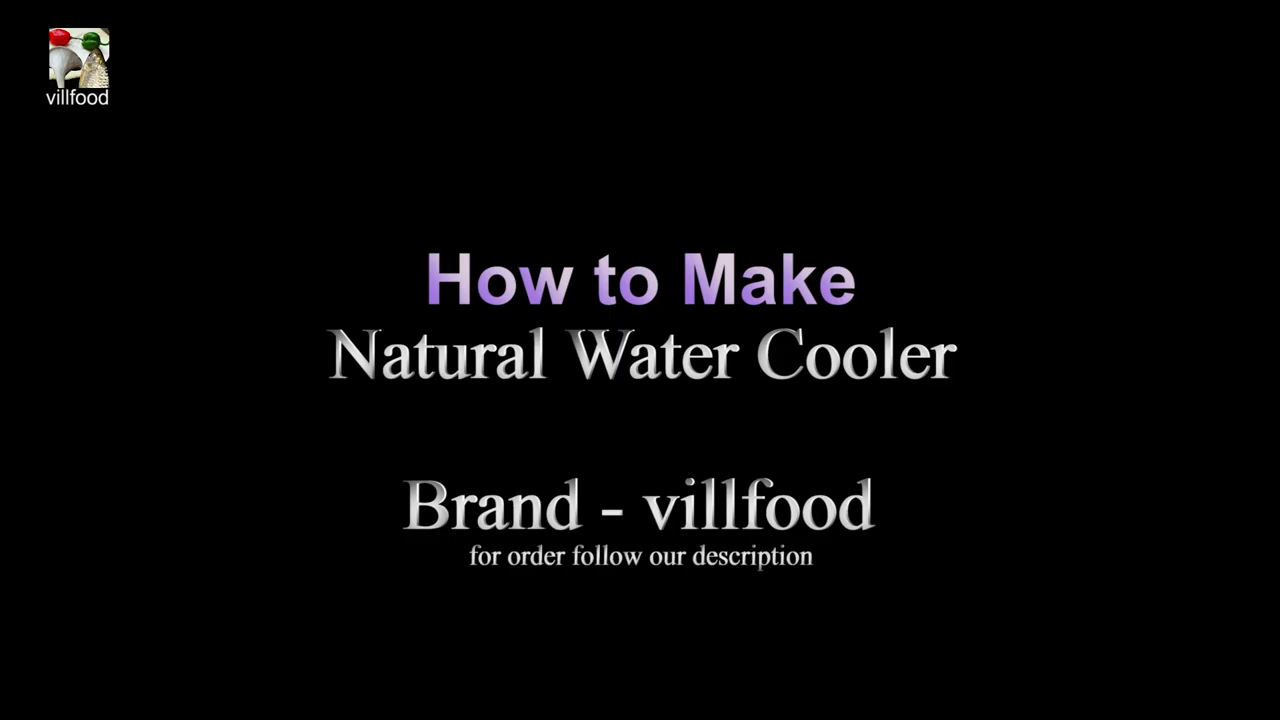 villfood
How to Make
Natural Water Cooler
Brand - villfood
for order follow our description